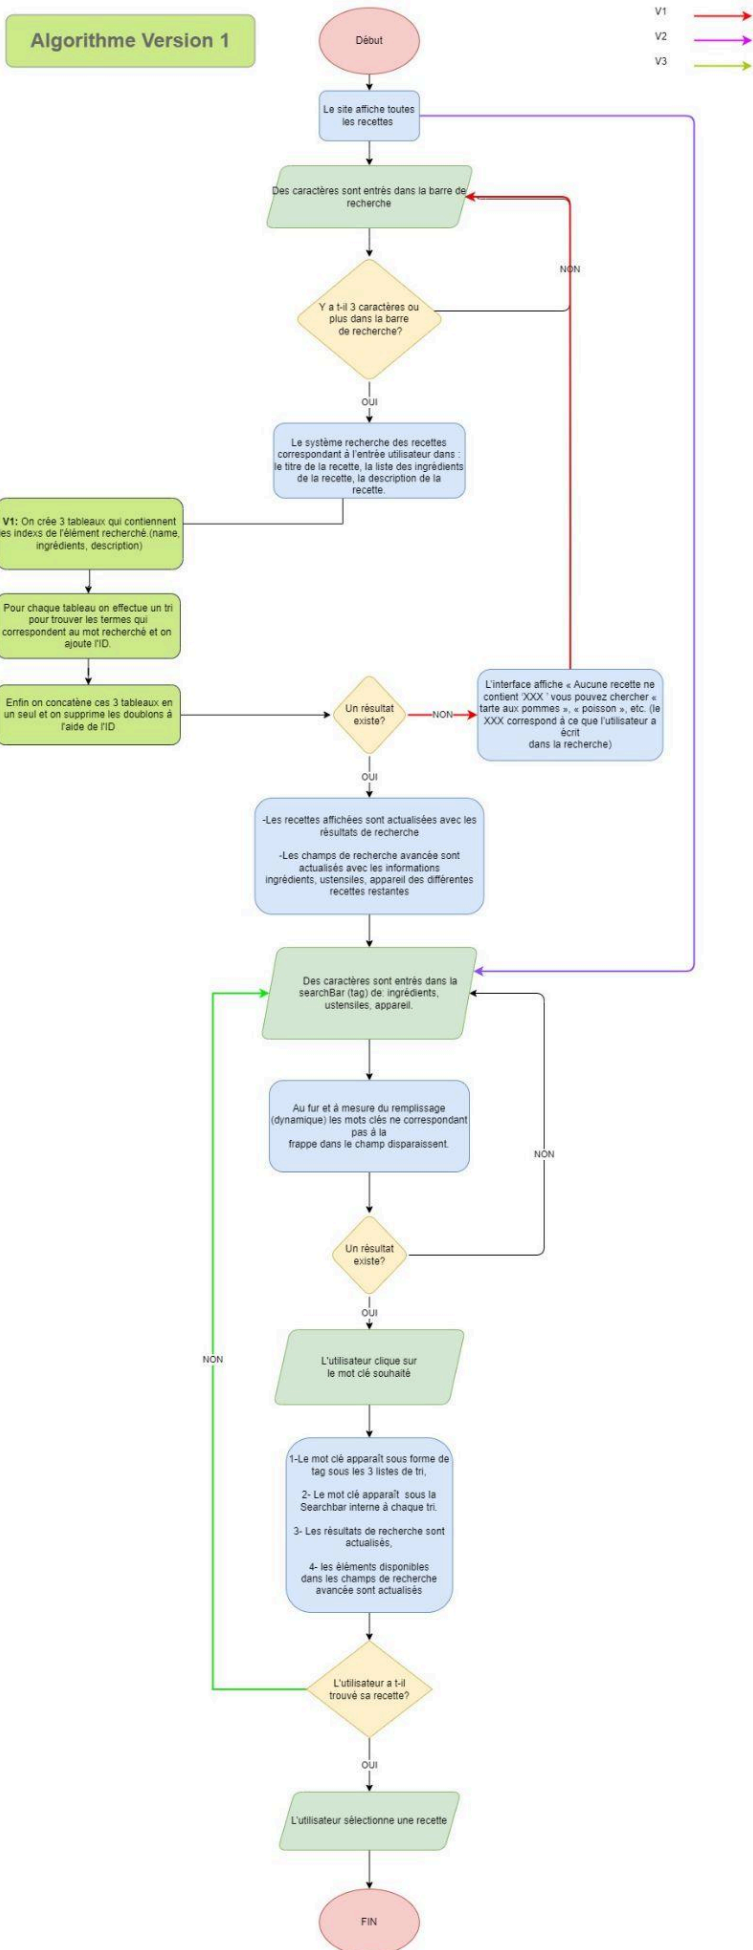 Algorithme Version 1
V1
V2
V3
Début
Le site affiche toutes
les recettes
Des caractères sont entrés dans la barre de
recherche
NON
Y a t-il 3 caractères ou
plus dans la barre
de recherche?
OUI
Le système recherche des recettes
correspondant à l'entrée utilisateur dans :
le titre de la recette, la liste des ingrédients
de la recette, la description de la
recette.
V1: On crée 3 tableaux qui contiennent
les indexs de l'élément recherché.(name,
ingrédients, description)
Pour chaque tableau on effectue un tri
pour trouver les termes qui
correspondent au mot recherché et on
ajoute l'ID.
Enfin on concatène ces 3 tableaux en
un seul et on supprime les doublons à
l'aide de l'ID
Un résultat
existe?
NON
L'interface affiche « Aucune recette ne
contient 'XXX ' vous pouvez chercher «
tarte aux pommes », « poisson », etc. (le
XXX correspond à ce que l'utilisateur a
écrit
dans la recherche)
OUI
-Les recettes affichées sont actualisées avec les
résultats de recherche
-Les champs de recherche avancée sont
actualisés avec les informations
ingrédients, ustensiles, appareil des différentes
recettes restantes
Des caractères sont entrés dans la
searchBar (tag) de: ingrédients,
ustensiles, appareil.
Au fur et à mesure du remplissage
(dynamique) les mots clés ne correspondant
pas à la
frappe dans le champ disparaissent.
NON
Un résultat
existe?
OUI
NON
L'utilisateur clique sur
le mot clé souhaité
1-Le mot clé apparaît sous forme de
tag sous les 3 listes de tri,
2- Le mot clé apparaît sous la
Searchbar interne à chaque tri.
3- Les résultats de recherche sont
actualisés,
4- les éléments disponibles
dans les champs de recherche
avancée sont actualisés
L'utilisateur a t-il
trouvé sa recette?
OUI
L'utilisateur sélectionne une recette
FIN